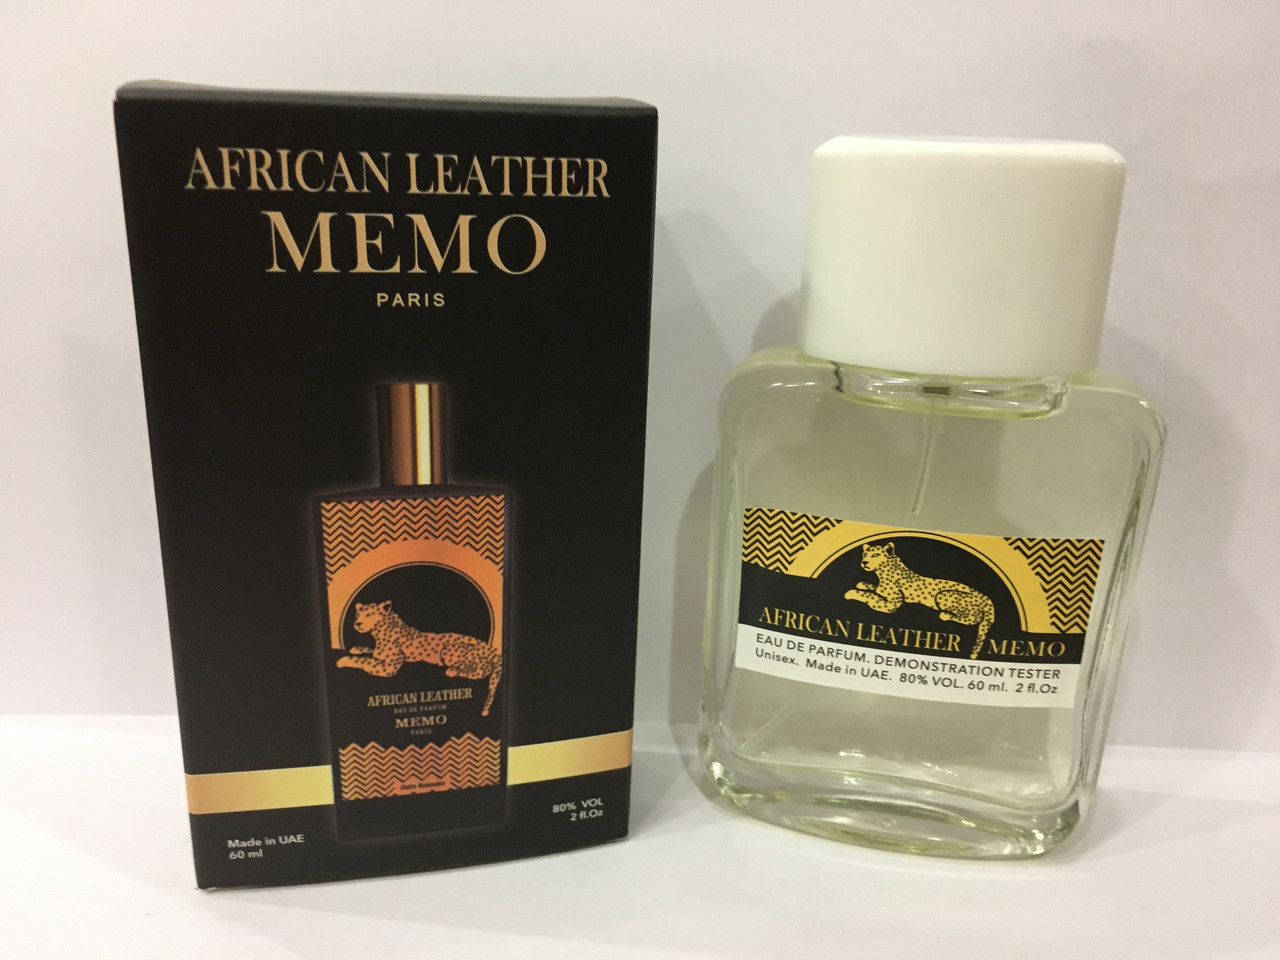 AFRICAN LEATHER
MEMO
PARIS
AFRICAN LEATHER
EAU DE PARFUM
MEMO
PARIS
Made in UAE
60 ml
80% VOL
2 fl.Oz
AFRICAN LEATHER MEMO
EAU DE PARFUM. DEMONSTRATION TESTER
Unisex. Made in UAE. 80% VOL. 60 ml. 2 fl.Oz